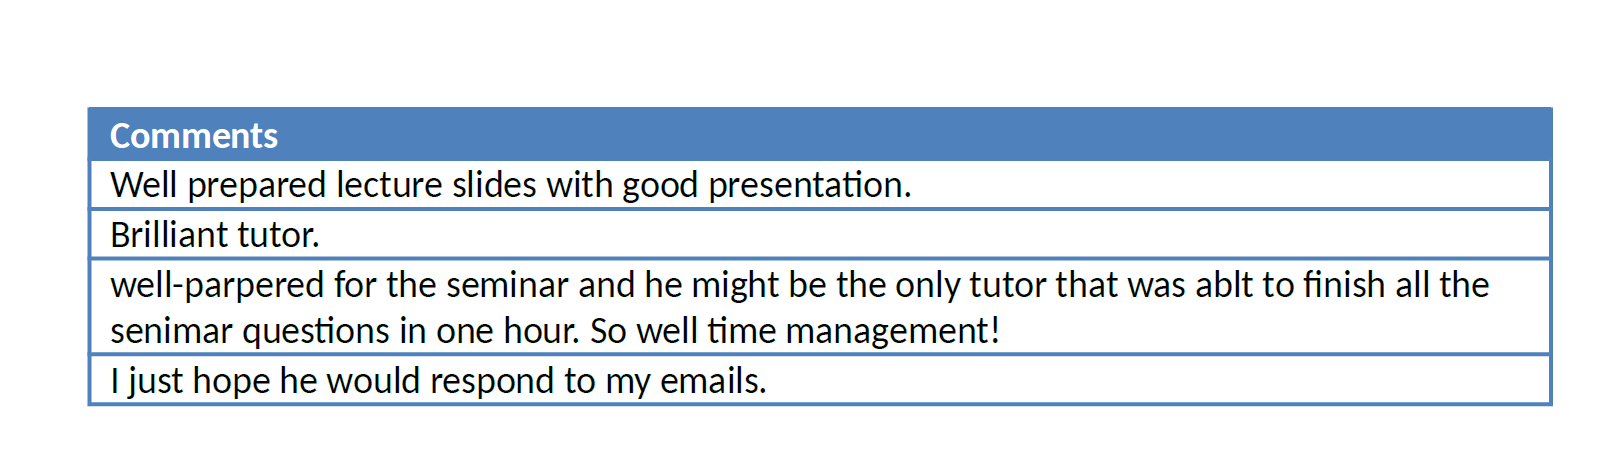 Comments
Well prepared lecture slides with good presentation.
Brilliant tutor.
well-parpered for the seminar and he might be the only tutor that was ablt to finish all the
senimar questions in one hour. So well time management!
I just hope he would respond to my emails.